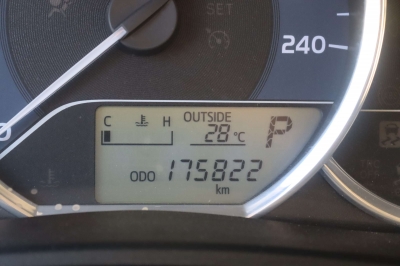 SET
240
C H OUTSIDE
28°C P
ODO 175822
km